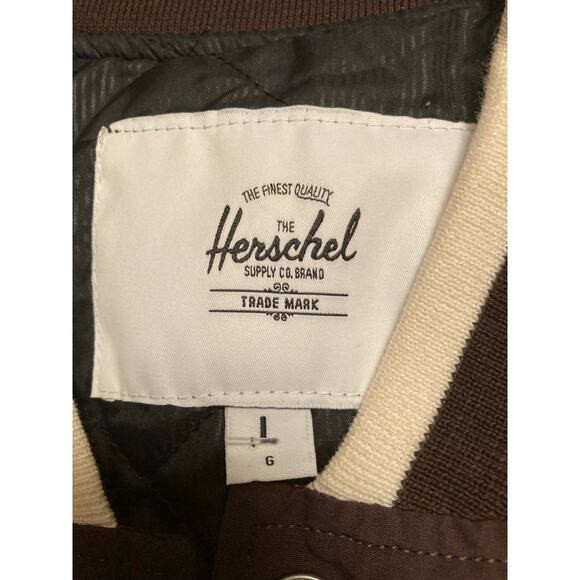 THE FINEST QUALITY
THE
Herschel
SUPPLY CO. BRAND
TRADE MARK
G